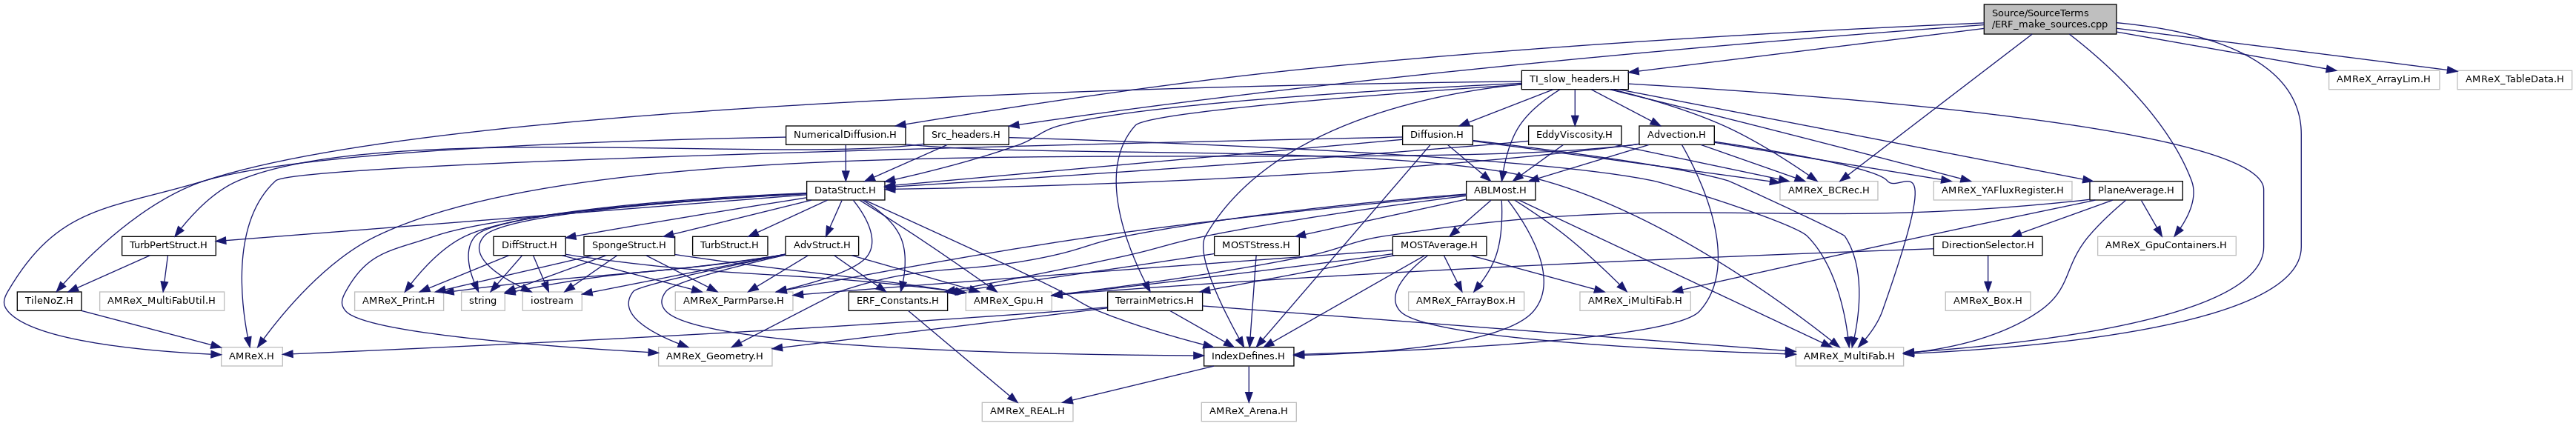 Source/SourceTerms
/ERF_make_sources.cpp
TI_slow_headers.H
AMReX_ArrayLim.H
AMReX_TableData.H
NumericalDiffusion.H
Src_headers.H
Diffusion.H
EddyViscosity.H
Advection.H
DataStruct.H
ABLMost.H
AMReX_BCRec.H
AMReX_YAFluxRegister.H
PlaneAverage.H
TurbPertStruct.H
DiffStruct.H
SpongeStruct.H
TurbStruct.H
AdvStruct.H
MOSTStress.H
MOSTAverage.H
DirectionSelector.H
AMReX_GpuContainers.H
TileNoZ.H
AMReX_MultiFabUtil.H
AMReX_Print.H
string
iostream
AMReX_ParmParse.H
ERF_Constants.H
AMReX_Gpu.H
TerrainMetrics.H
AMReX_FArrayBox.H
AMReX_iMultiFab.H
AMReX_Box.H
AMReX.H
AMReX_Geometry.H
IndexDefines.H
AMReX_MultiFab.H
AMReX_REAL.H
AMReX_Arena.H